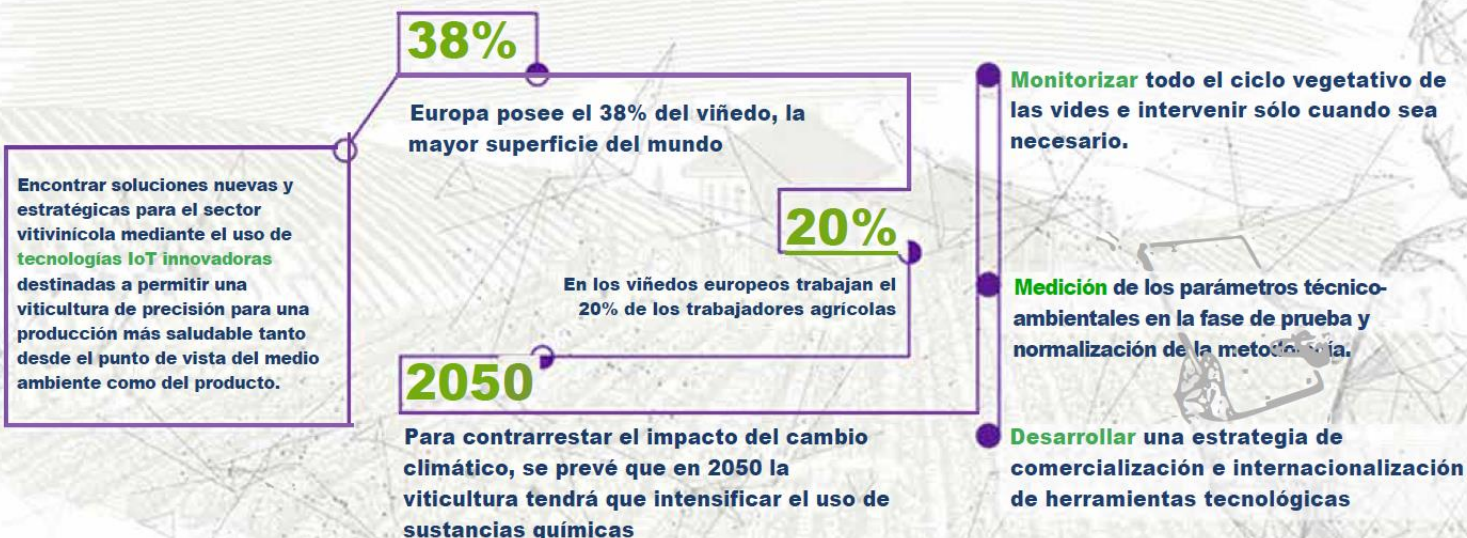 Encontrar soluciones nuevas y
estratégicas para el sector
vitivinícola mediante el uso de
tecnologías IoT innovadoras
destinadas a permitir una
viticultura de precisión para una
producción más saludable tanto
desde el punto de vista del medio
ambiente como del producto.
38%
Europa posee el 38% del viñedo, la
mayor superficie del mundo
20%
En los viñedos europeos trabajan el
20% de los trabajadores agrícolas
2050
Para contrarrestar el impacto del cambio
climático, se prevé que en 2050 la
viticultura tendrá que intensificar el uso de
sustancias químicas
Monitorizar todo el ciclo vegetativo de
las vides e intervenir sólo cuando sea
necesario.
Medición de los parámetros técnico-
ambientales en la fase de prueba y
normalización de la metodología.
Desarrollar una estrategia de
comercialización e internacionalización
de herramientas tecnológicas